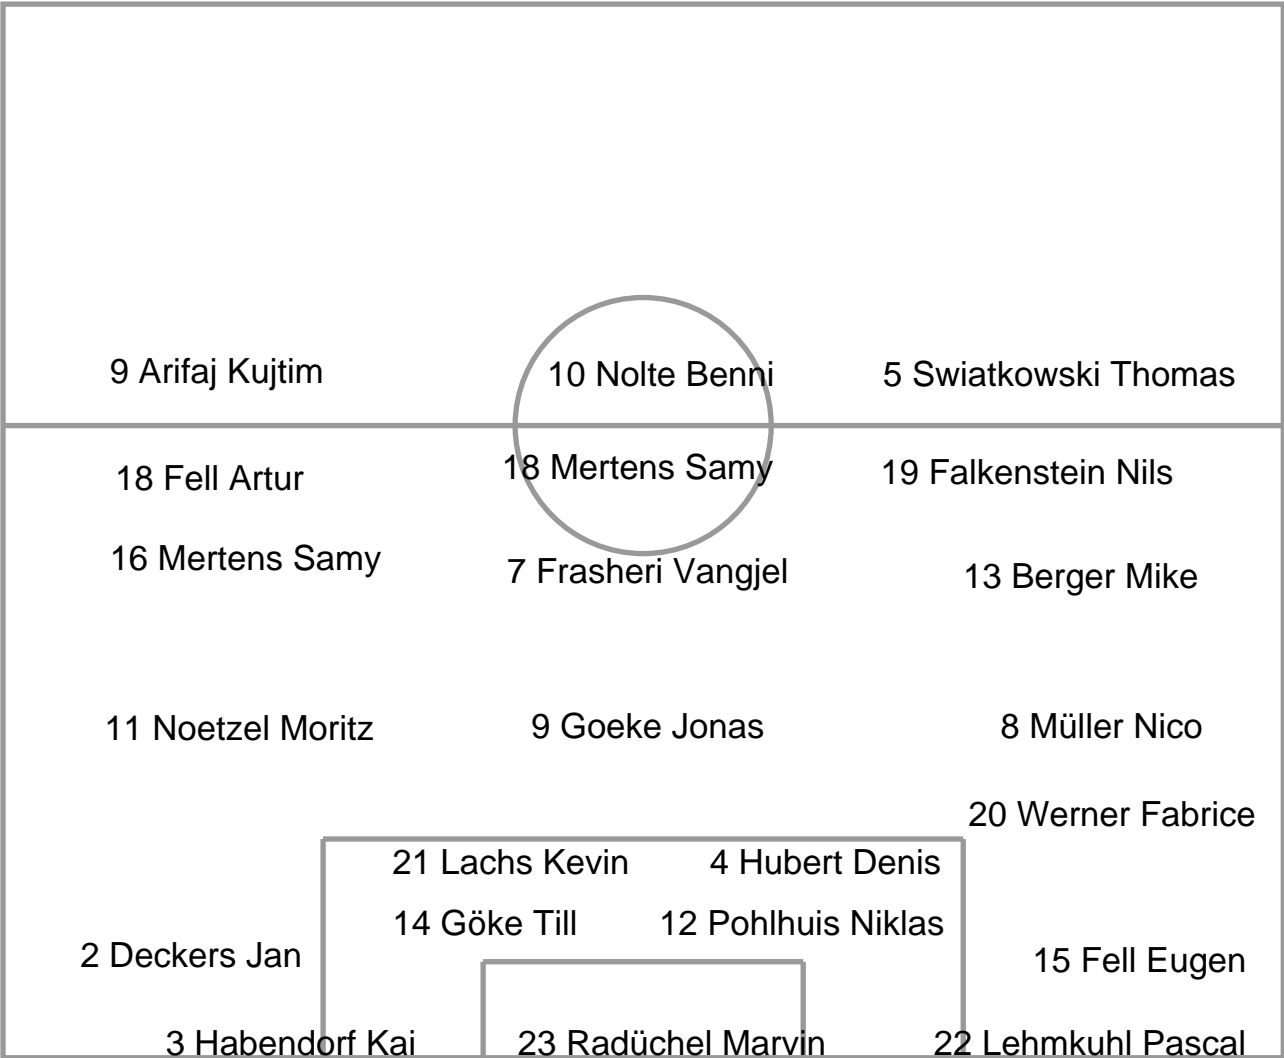 9 Arifaj Kujtim
10 Nolte Benni
5 Swiatkowski Thomas
18 Fell Artur
18 Mertens Samy
19 Falkenstein Nils
16 Mertens Samy
7 Frasheri Vangjel
13 Berger Mike
11 Noetzel Moritz
9 Goeke Jonas
8 Müller Nico
20 Werner Fabrice
21 Lachs Kevin
4 Hubert Denis
14 Göke Till
12 Pohlhuis Niklas
2 Deckers Jan
15 Fell Eugen
3 Habendorf Kai
23 Radüchel Marvin
22 Lehmkuhl Pascal